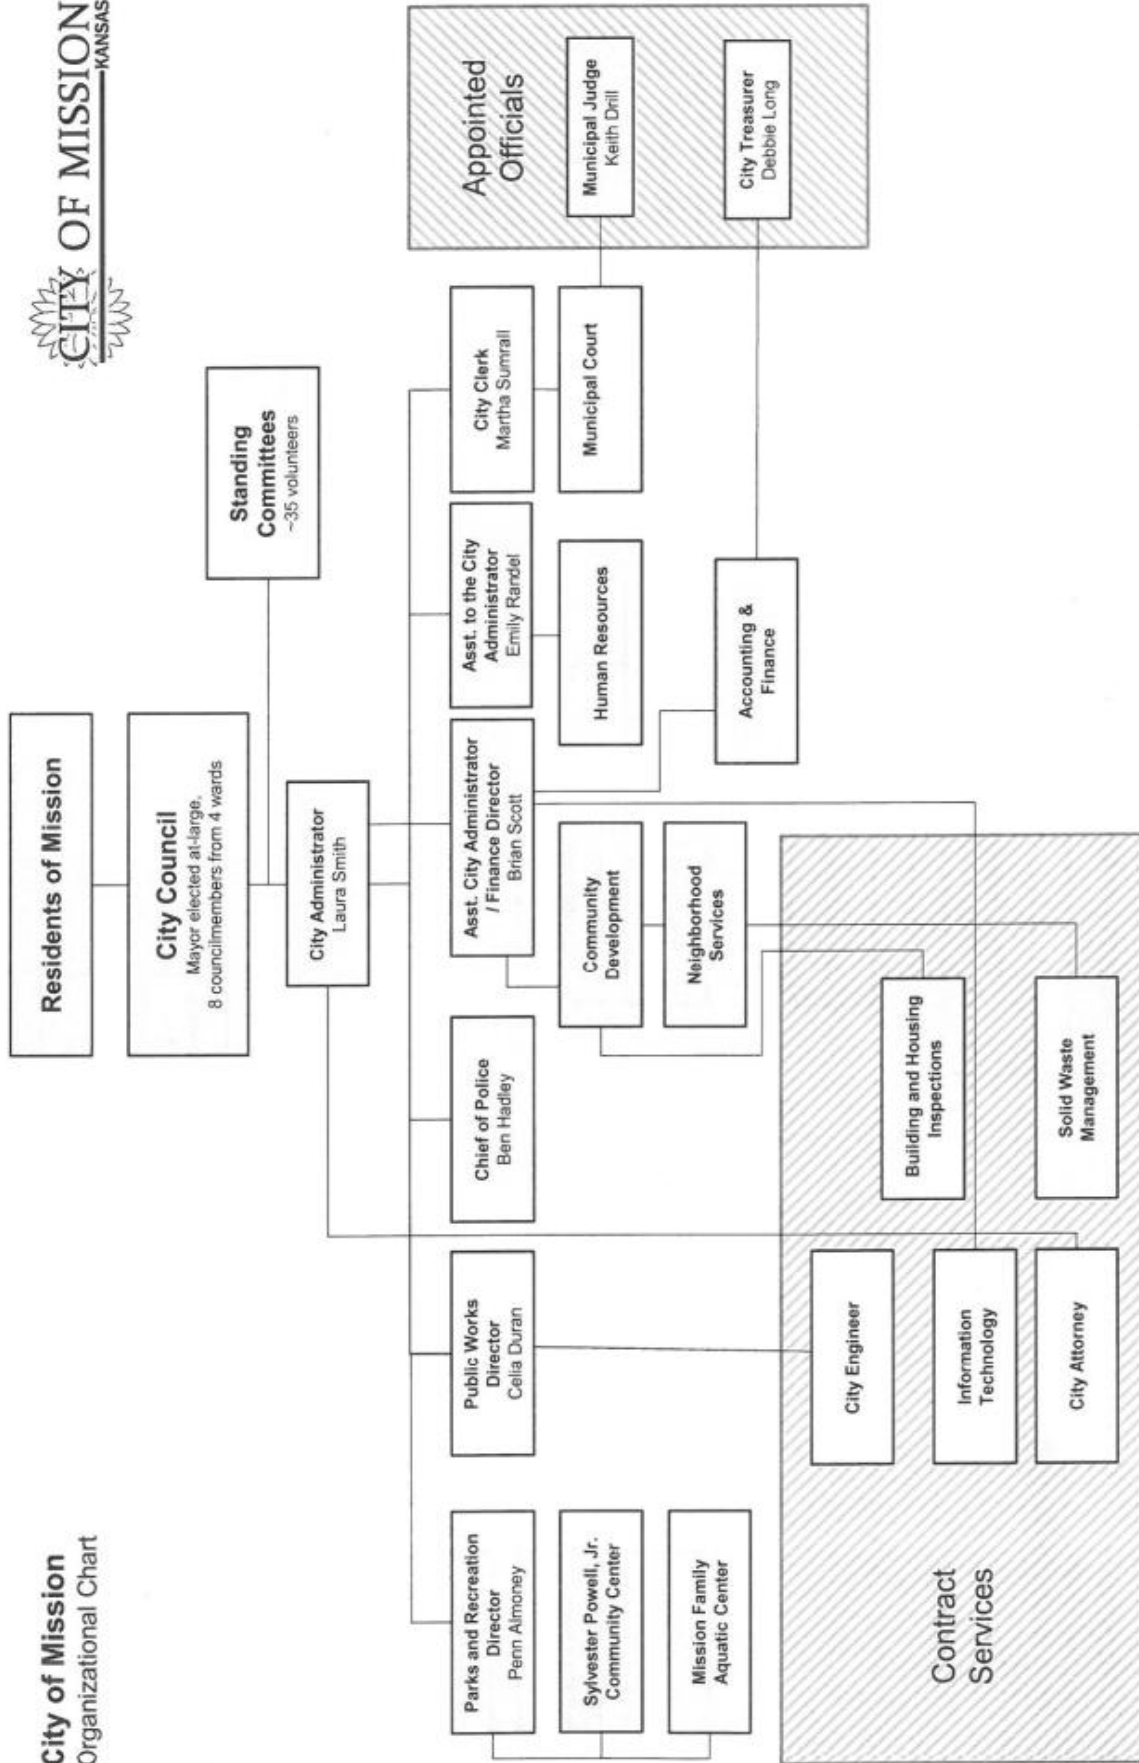 City of Mission
Organizational Chart
CITY OF MISSION
KANSAS
Residents of Mission
City Council
Mayor elected at-large,
8 councilmembers from 4 wards
Standing
Committees
~35 volunteers
City Administrator
Laura Smith
Parks and Recreation
Director
Penn Almoney
Public Works
Director
Celia Duran
Chief of Police
Ben Hadley
Asst. City Administrator
/ Finance Director
Brian Scott
Asst. to the City
Administrator
Emily Randel
City Clerk
Martha Sumrall
Appointed
Officials
Sylvester Powell, Jr.
Community Center
Community
Development
Human Resources
Municipal Court
Municipal Judge
Keith Drill
Mission Family
Aquatic Center
Neighborhood
Services
Accounting &
Finance
City Treasurer
Debbie Long
Contract
Services
City Engineer
Building and Housing
Inspections
Information
Technology
City Attorney
Solid Waste
Management